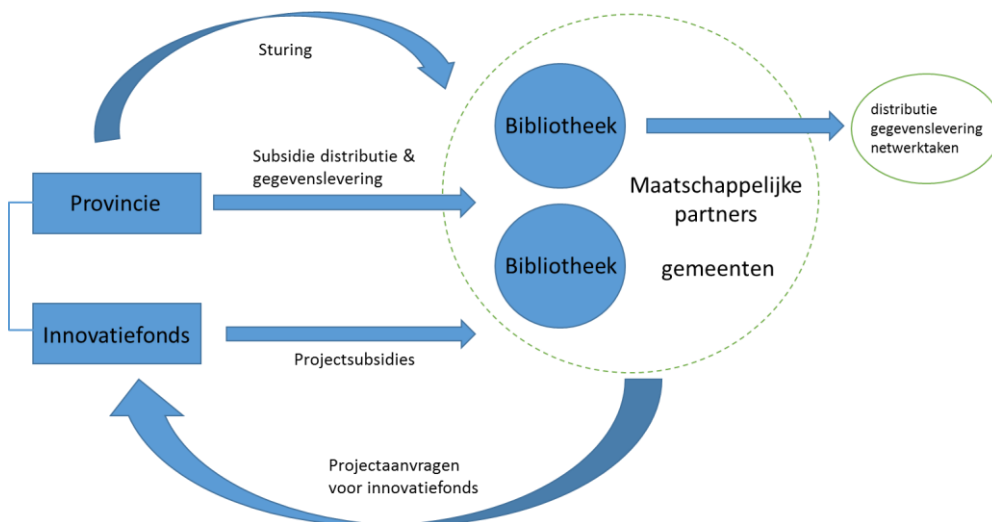 Sturing
Bibliotheek
distributie
gegevenslevering
netwerktaken
Subsidie distributie &
gegevenslevering
Provincie
Maatschappelijke
partners
Bibliotheek
gemeenten
Innovatiefonds
Projectsubsidies
Projectaanvragen
voor innovatiefonds